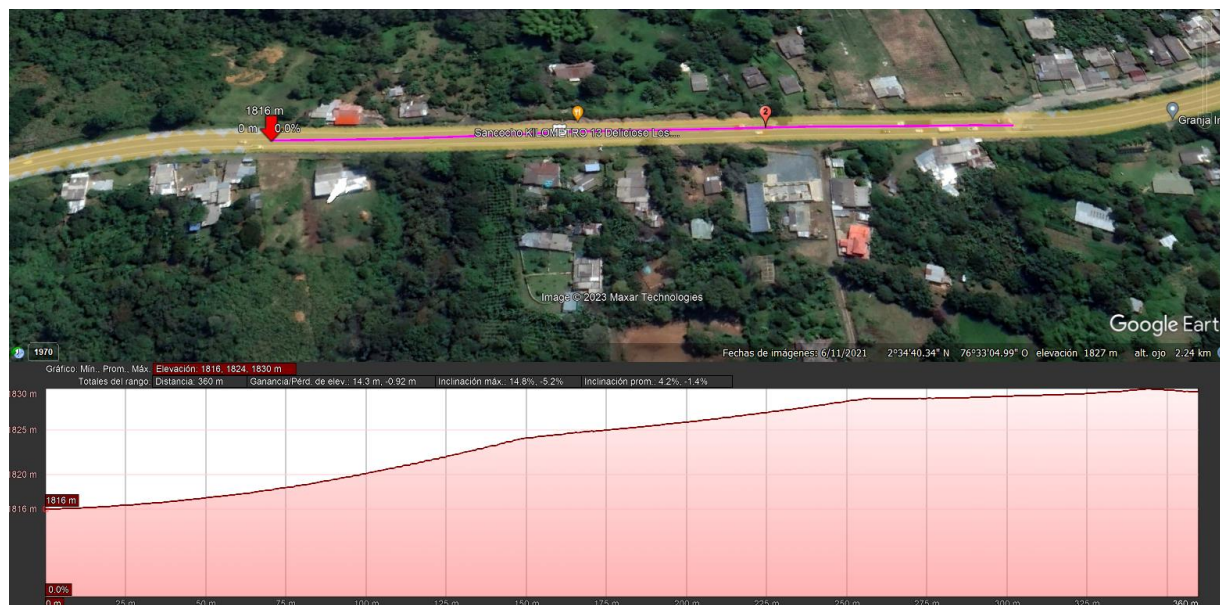 1816 m
0 m 0.0%
2
Sancocho KILOMETRO 13 Delicioso Los....
Granja In
Image © 2023 Maxar Technologies
Google Eart
1970
Fechas de imágenes: 6/11/2021 2°34'40.34" N 76°33'04.99" O elevación 1827 m alt. ojo 2.24 km
Gráfico: Mín., Prom., Máx. Elevación: 1816, 1824, 1830 m
Totales del rango: Distancia: 360 m Ganancia/Pérd. de elev.: 14.3 m, -0.92 m Inclinación máx.: 14.8%, -5.2% Inclinación prom.: 4.2%, -1.4%
1830 m
1825 m
1820 m
1816 m
1816 m
0.0%
0 m 25 m 50 m 75 m 100 m 125 m 150 m 175 m 200 m 225 m 250 m 275 m 300 m 325 m 360 m